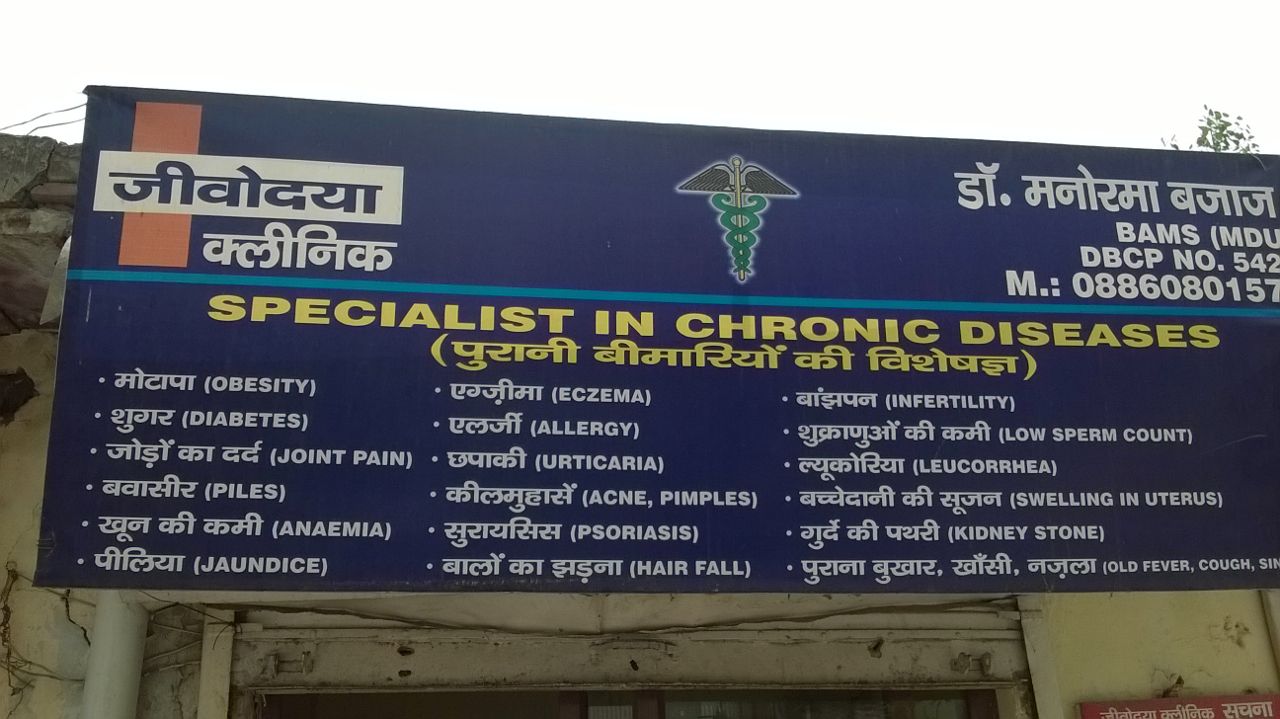 जीवोदया
क्लीनिक
डॉ. मनोरमा बजाज
BAMS (MDU
DBCP NO. 542
M.: 0886080157
SPECIALIST IN CHRONIC DISEASES
(पुरानी बीमारियों की विशेषज्ञ)
· मोटापा (OBESITY)
· शुगर (DIABETES)
· जोड़ों का दर्द (JOINT PAIN)
· बवासीर (PILES)
· खून की कमी (ANAEMIA)
· पीलिया (JAUNDICE)
· एग्ज़ीमा (ECZEMA)
· एलर्जी (ALLERGY)
· छपाकी (URTICARIA)
· कीलमुहासें (ACNE, PIMPLES)
· सुरायसिस (PSORIASIS)
· बालों का झड़ना (HAIR FALL)
· बांझपन (INFERTILITY)
· शुक्राणुओं की कमी (LOW SPERM COUNT)
· ल्यूकोरिया (LEUCORRHEA)
· बच्चेदानी की सूजन (SWELLING IN UTERUS)
· गुर्दे की पथरी (KIDNEY STONE)
· पुराना बुखार, खाँसी, नज़ला (OLD FEVER, COUGH, SIN
जीवोदया क्लीनिक सूचना